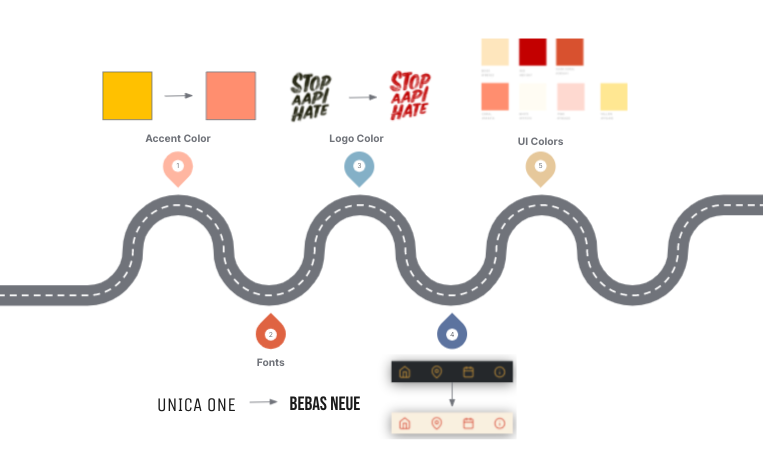 STOP
AAPI
HATE
STOP
AAPI
HATE
Accent Color
Logo Color
UI Colors
1
3
5
2
4
Fonts
UNICA ONE
BEBAS NEUE